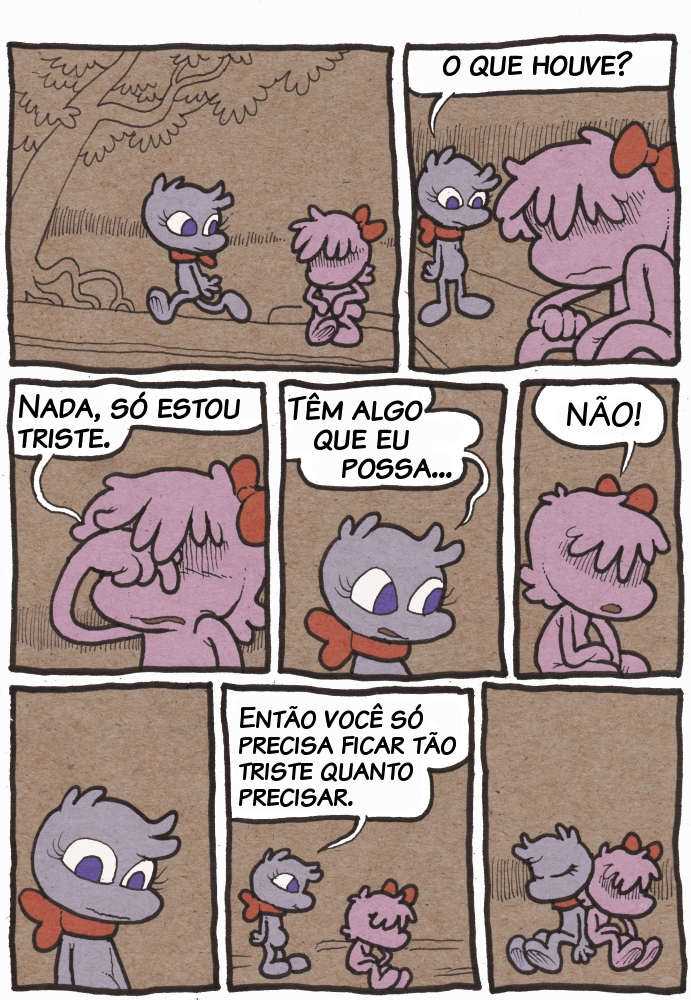 O QUE HOUVE?
NADA, SÓ ESTOU
TRISTE.
TÊM ALGO
QUE EU
POSSA...
NÃO!
ENTÃO VOCÊ SÓ
PRECISA FICAR TÃO
TRISTE QUANTO
PRECISAR.